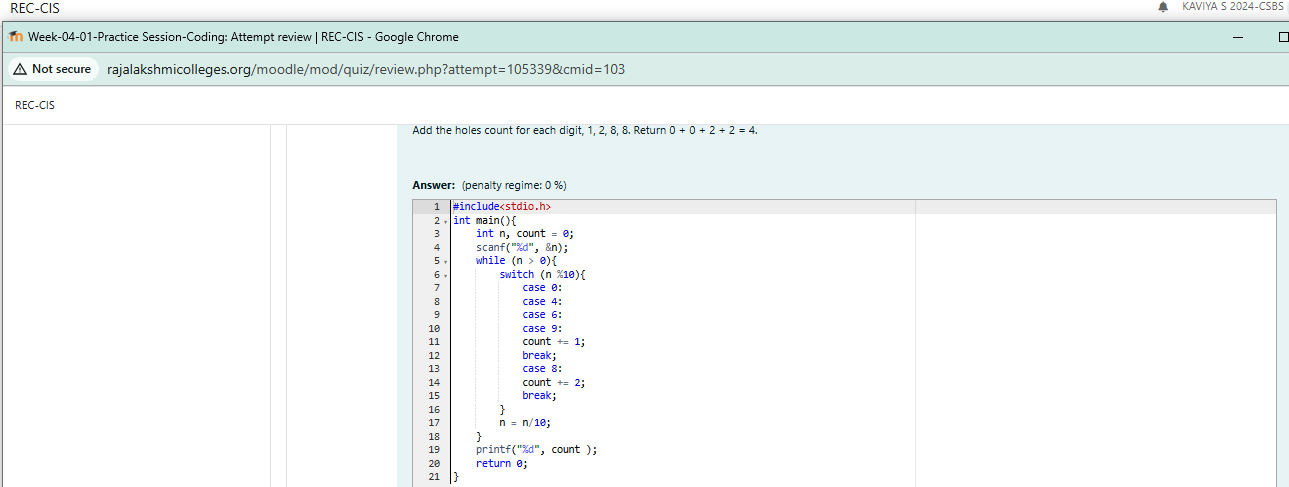 REC-CIS
KAVIYA S 2024-CSBS
Week-04-01-Practice Session-Coding: Attempt review | REC-CIS - Google Chrome
Not secure rajalakshmicolleges.org/moodle/mod/quiz/review.php?attempt=105339&cmid=103
REC-CIS
Add the holes count for each digit, 1, 2, 8, 8. Return 0 + 0 + 2 + 2 = 4.
Answer: (penalty regime: 0 %)
1 #include<stdio.h>
2 int main(){
3 int n, count = 0;
4 scanf("%d", &n);
5 while (n > 0){
6 switch (n %10){
7 case 0:
8 case 4:
9 case 6:
10 case 9:
11 count += 1;
12 break;
13 case 8:
14 count += 2;
15 break;
16 }
17 n = n/10;
18 }
19 printf("%d", count );
20 return 0;
21 }